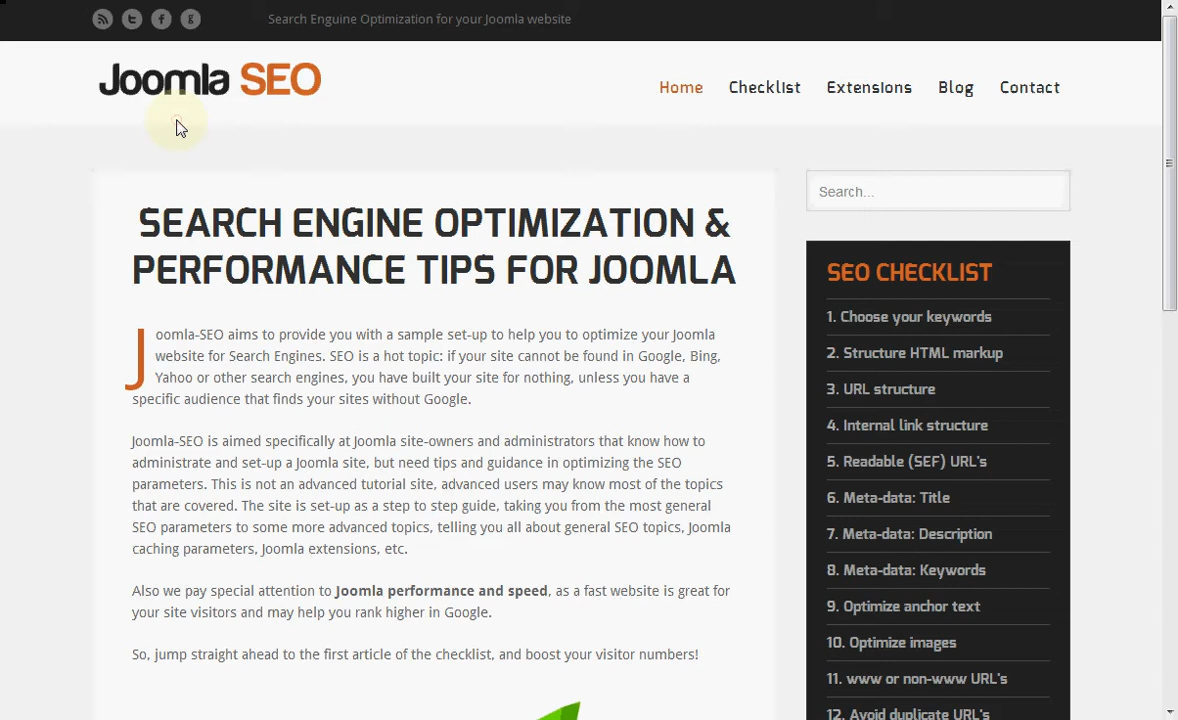 Search Enguine Optimization for your Joomla website
Joomla SEO
Home Checklist Extensions Blog Contact
Search...
SEARCH ENGINE OPTIMIZATION &
PERFORMANCE TIPS FOR JOOMLA
Joomla-SEO aims to provide you with a sample set-up to help you to optimize your Joomla
website for Search Engines. SEO is a hot topic: if your site cannot be found in Google, Bing,
Yahoo or other search engines, you have built your site for nothing, unless you have a
specific audience that finds your sites without Google.
Joomla-SEO is aimed specifically at Joomla site-owners and administrators that know how to
administrate and set-up a Joomla site, but need tips and guidance in optimizing the SEO
parameters. This is not an advanced tutorial site, advanced users may know most of the topics
that are covered. The site is set-up as a step to step guide, taking you from the most general
SEO parameters to some more advanced topics, telling you all about general SEO topics, Joomla
caching parameters, Joomla extensions, etc.
Also we pay special attention to Joomla performance and speed, as a fast website is great for
your site visitors and may help you rank higher in Google.
So, jump straight ahead to the first article of the checklist, and boost your visitor numbers!
SEO CHECKLIST
1. Choose your keywords
2. Structure HTML markup
3. URL structure
4. Internal link structure
5. Readable (SEF) URL's
6. Meta-data: Title
7. Meta-data: Description
8. Meta-data: Keywords
9. Optimize anchor text
10. Optimize images
11. www or non-www URL's
12. Avoid duplicate URL's